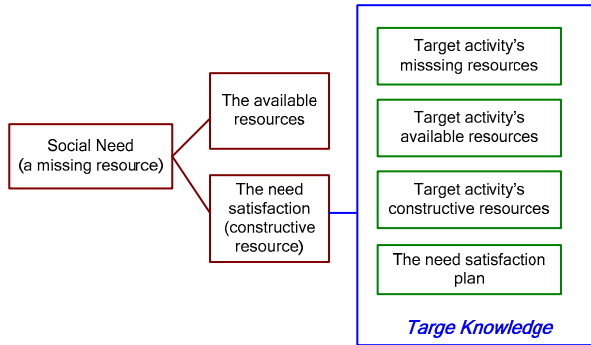 Social Need
(a missing resource)
The available
resources
The need
satisfaction
(constructive
resource)
Target activity's
misssing resources
Target activity's
available resources
Target activity's
constructive resources
The need satisfaction
plan
Targe Knowledge